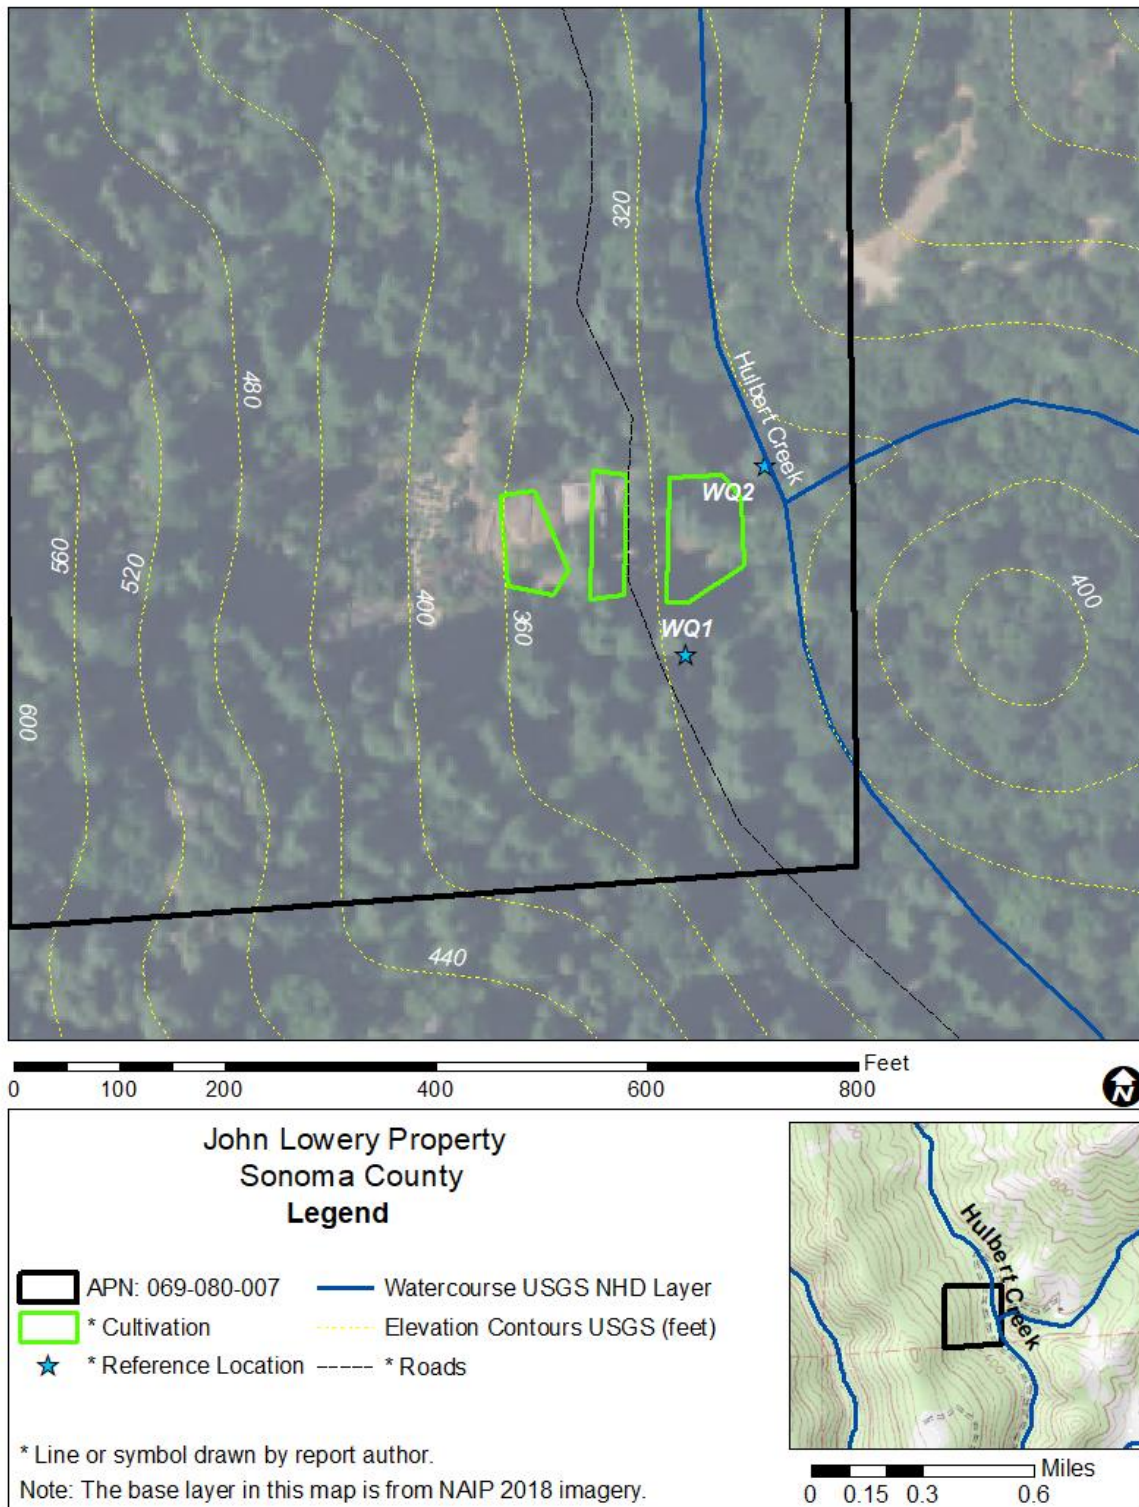 320
Hulbert Creek
480
WQ2
560
520
400
400
360
WQ1
600
440
Feet
0 100 200 400 600 800
N
John Lowery Property
Sonoma County
Legend
APN: 069-080-007
Watercourse USGS NHD Layer
* Cultivation
Elevation Contours USGS (feet)
* Reference Location
* Roads
* Line or symbol drawn by report author.
Note: The base layer in this map is from NAIP 2018 imagery.
Hulbert Creek
Miles
0 0.15 0.3 0.6